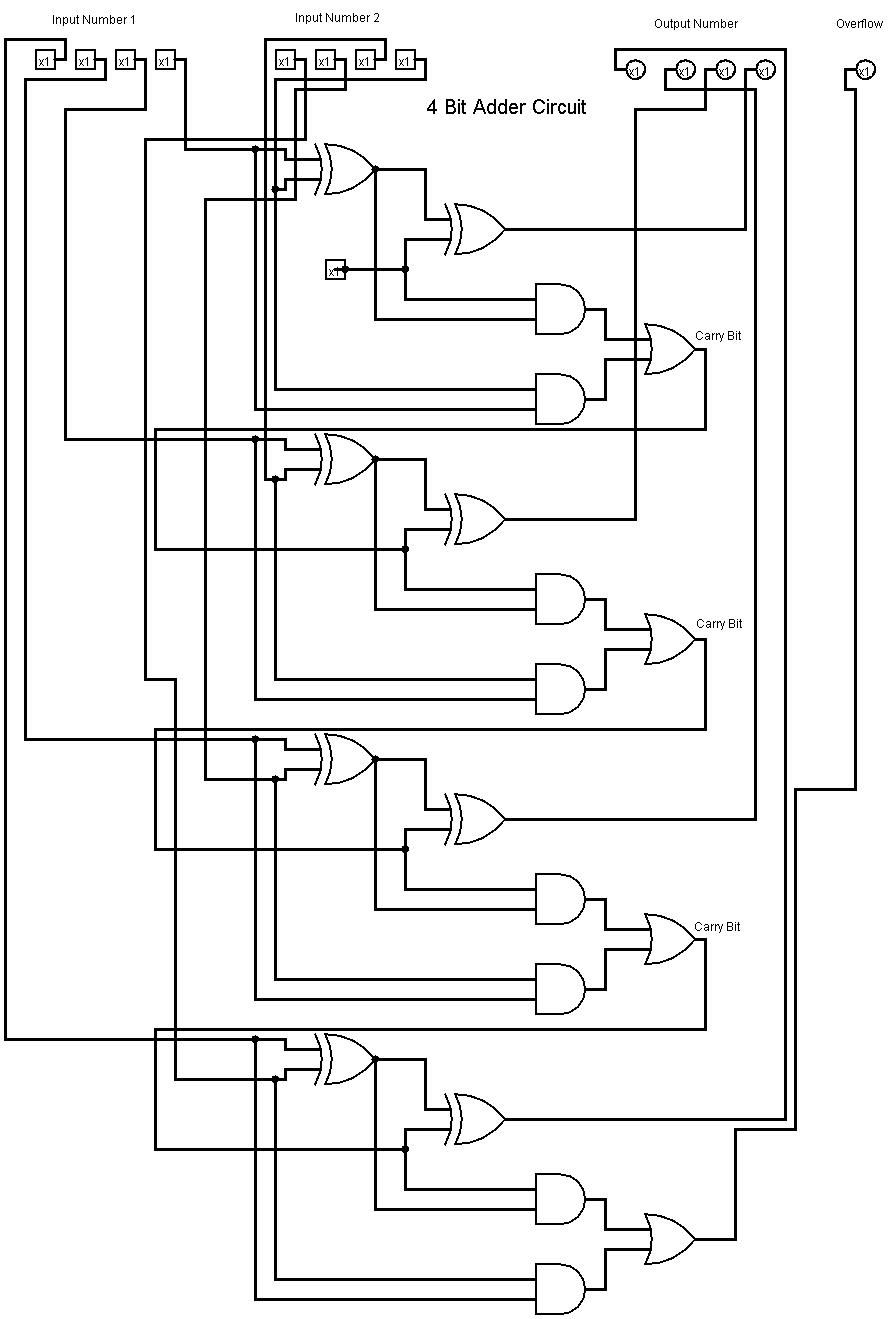 Input Number 1
Input Number 2
Output Number
Overflow
x1 x1 x1 x1 x1 x1 x1 x1 x1 x1 x1 x1 x1
4 Bit Adder Circuit
x1
Carry Bit
Carry Bit
Carry Bit